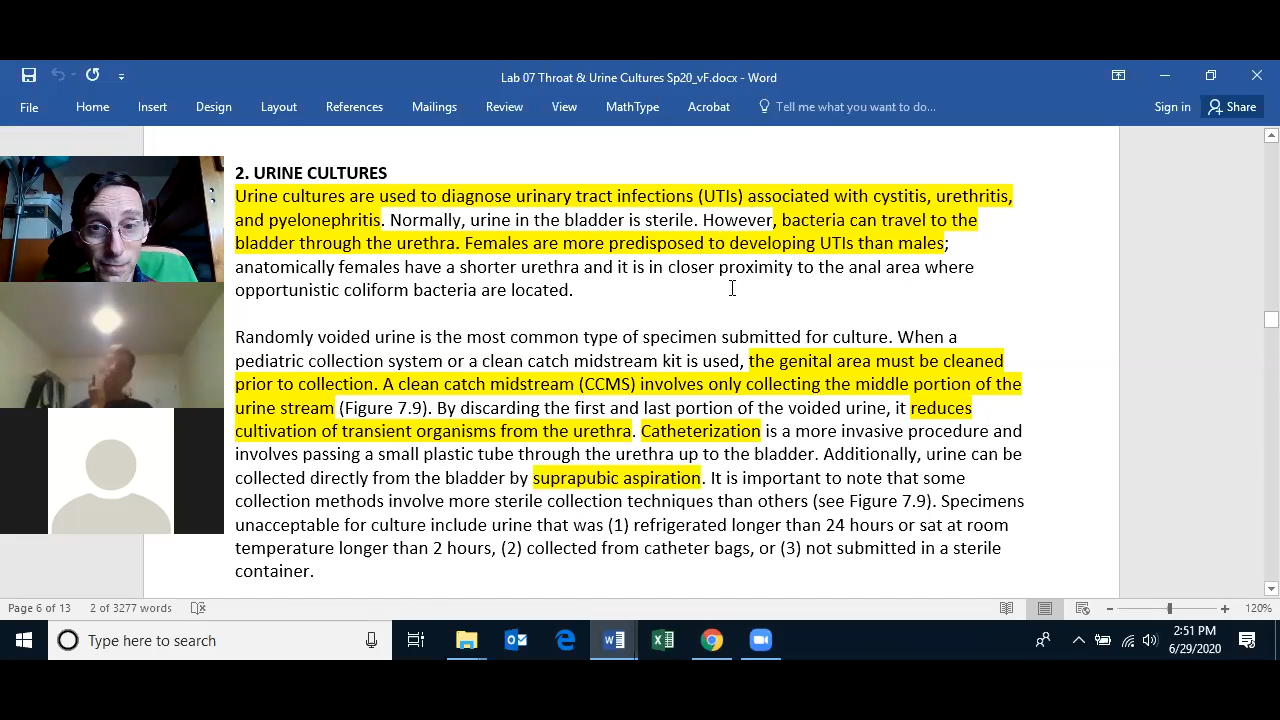 Lab 07 Throat & Urine Cultures Sp20_vF.docx - Word
File Home Insert Design Layout References Mailings Review View MathType Acrobat Tell me what you want to do... Sign in Share
2. URINE CULTURES
Urine cultures are used to diagnose urinary tract infections (UTIs) associated with cystitis, urethritis,
and pyelonephritis. Normally, urine in the bladder is sterile. However, bacteria can travel to the
bladder through the urethra. Females are more predisposed to developing UTIs than males;
anatomically females have a shorter urethra and it is in closer proximity to the anal area where
opportunistic coliform bacteria are located.
Randomly voided urine is the most common type of specimen submitted for culture. When a
pediatric collection system or a clean catch midstream kit is used, the genital area must be cleaned
prior to collection. A clean catch midstream (CCMS) involves only collecting the middle portion of the
urine stream (Figure 7.9). By discarding the first and last portion of the voided urine, it reduces
cultivation of transient organisms from the urethra. Catheterization is a more invasive procedure and
involves passing a small plastic tube through the urethra up to the bladder. Additionally, urine can be
collected directly from the bladder by suprapubic aspiration. It is important to note that some
collection methods involve more sterile collection techniques than others (see Figure 7.9). Specimens
unacceptable for culture include urine that was (1) refrigerated longer than 24 hours or sat at room
temperature longer than 2 hours, (2) collected from catheter bags, or (3) not submitted in a sterile
container.
Page 6 of 13 2 of 3277 words 120%
Type here to search
2:51 PM
6/29/2020